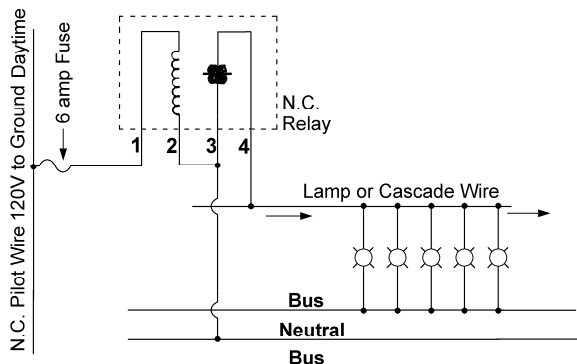 N.C. Pilot Wire 120V to Ground Daytime
6 amp Fuse
N.C.
Relay
1 2 3 4
Lamp or Cascade Wire
Bus
Neutral
Bus